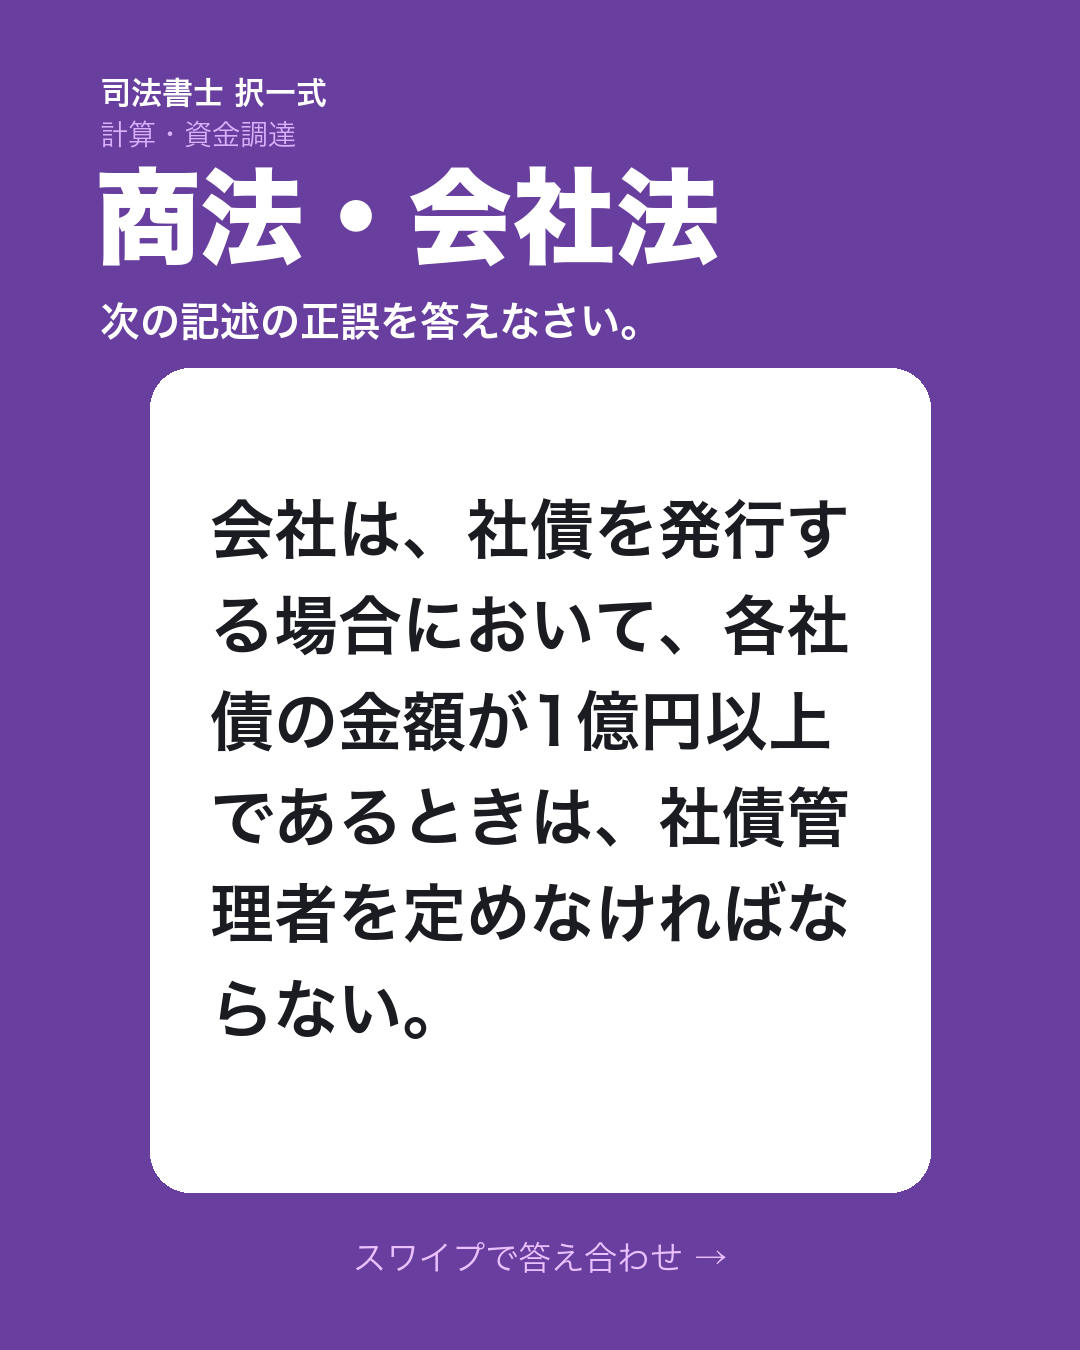 司法書士 択一式
計算・資金調達
商法・会社法
次の記述の正誤を答えなさい。
会社は、社債を発行す
る場合において、各社
債の金額が1億円以上
であるときは、社債管
理者を定めなければな
らない。
スワイプで答え合わせ →